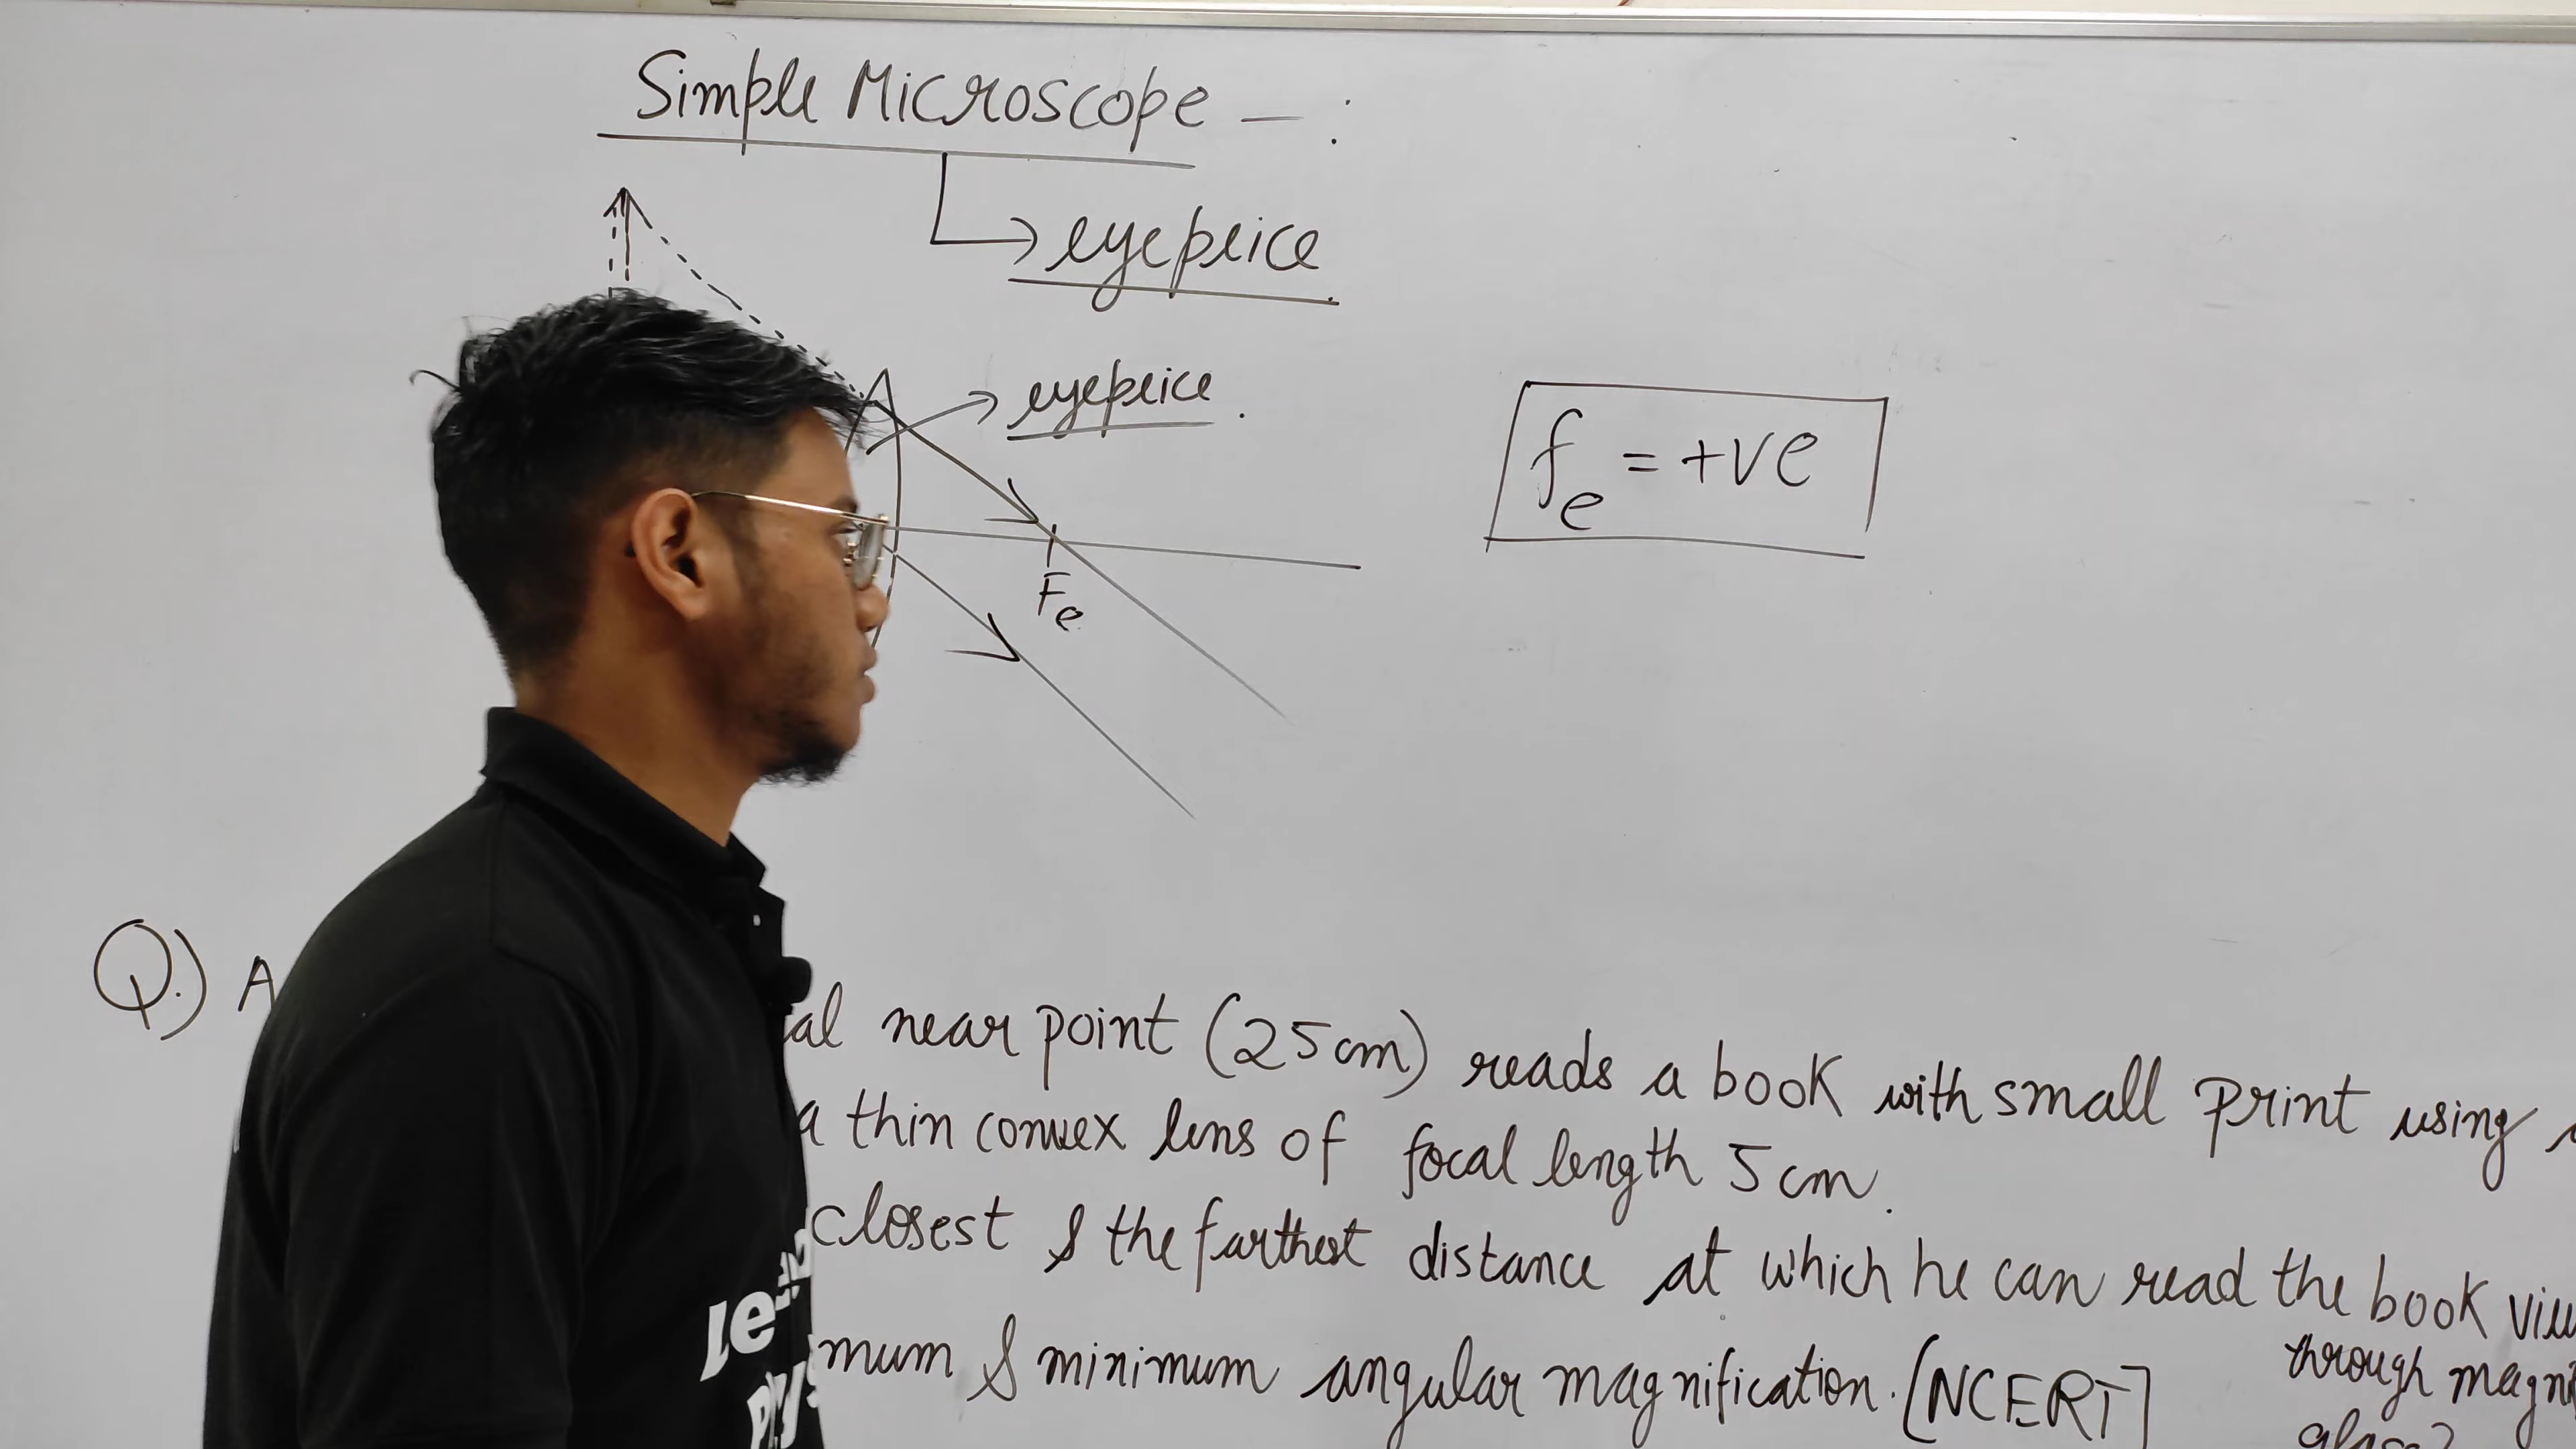 Simple Microscope - :
eyepeice
eyepeice .
fe = +ve
Fe
Q.) A al near point (25cm) reads a book with small print using
a thin convex lens of focal length 5cm.
closest & the farthest distance at which he can read the book
mum & minimum angular magnification. [NCERT] through